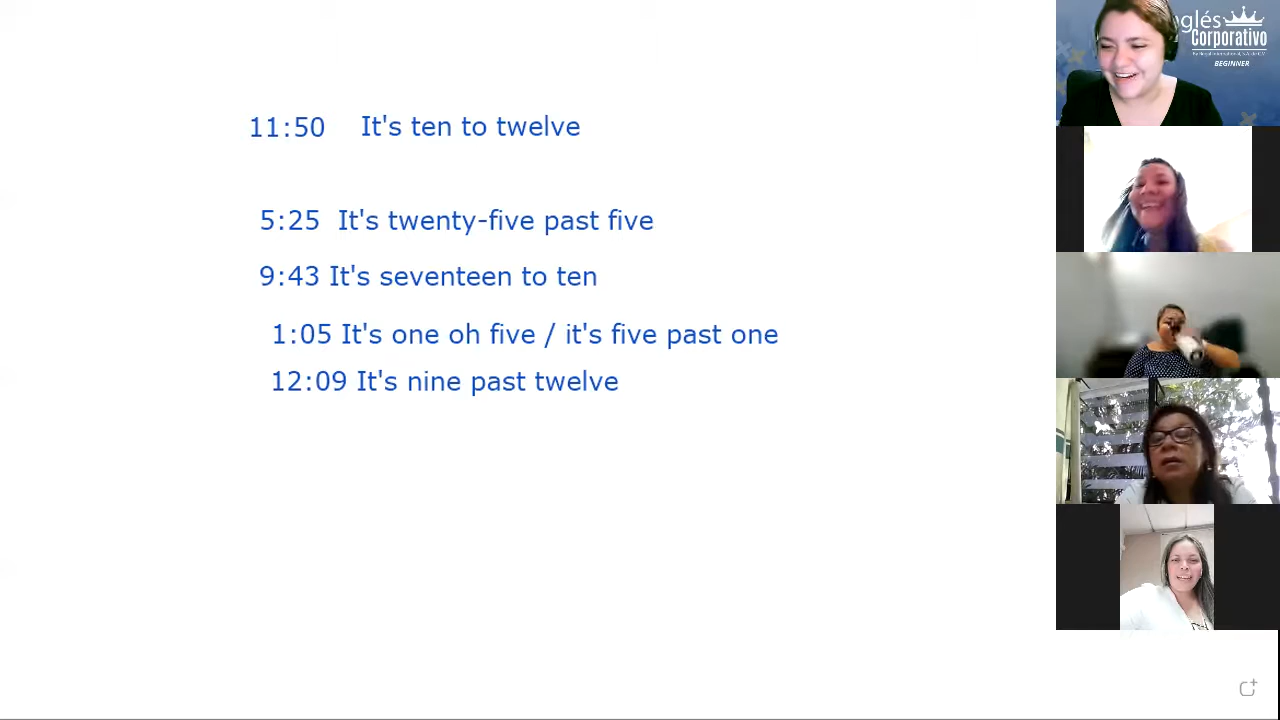 11:50 It's ten to twelve
5:25 It's twenty-five past five
9:43 It's seventeen to ten
1:05 It's one oh five / it's five past one
12:09 It's nine past twelve
glés
Corporativo
BEGINNER